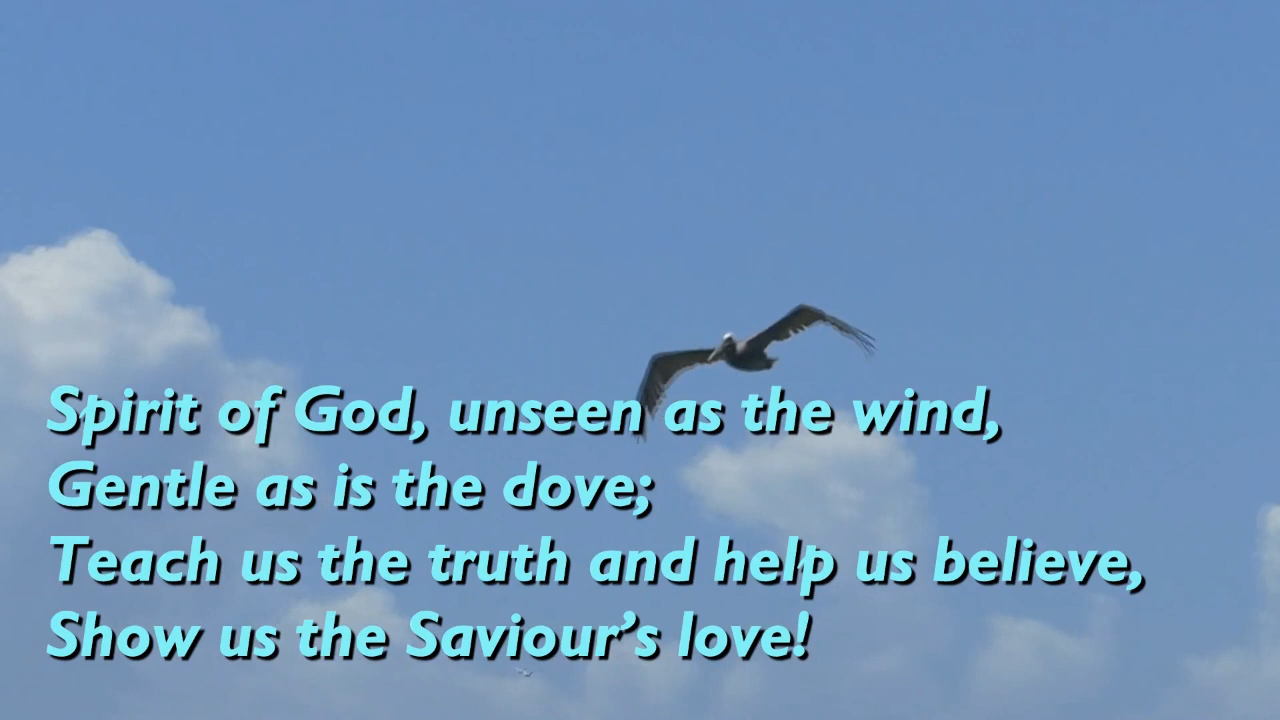 Spirit of God, unseen as the wind,
Gentle as is the dove;
Teach us the truth and help us believe,
Show us the Saviour’s love!